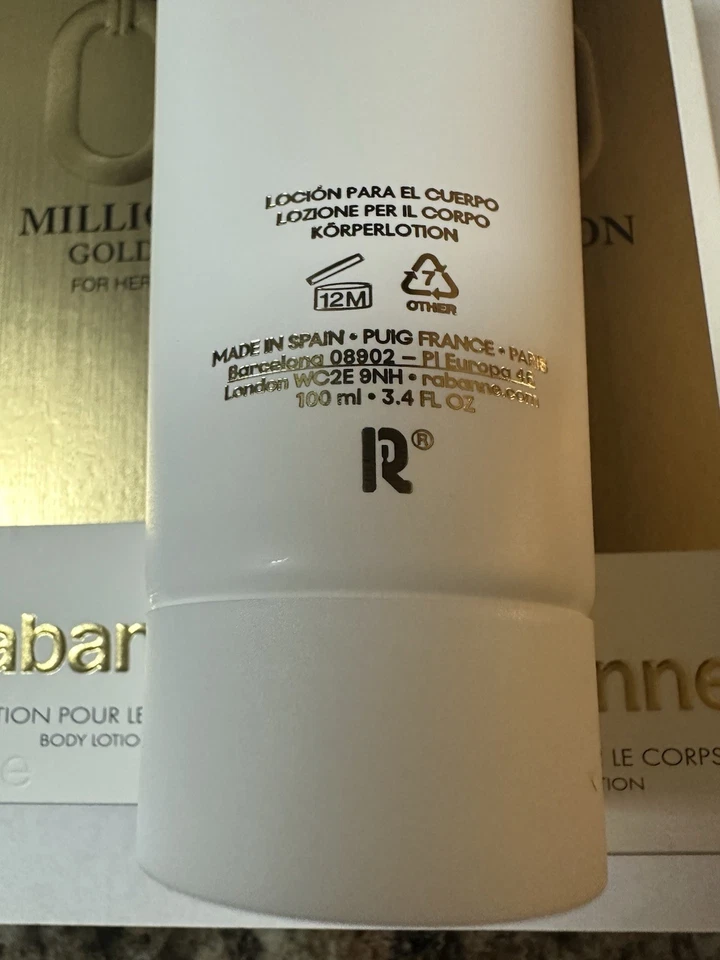 MILLI
GOLD
FOR HER
ON
LOCIÓN PARA EL CUERPO
LOZIONE PER IL CORPO
KÖRPERLOTION
12M
7
OTHER
MADE IN SPAIN • PUIG FRANCE • PARIS
Barcelona 08902 – Pl Europa 46
London WC2E 9NH • rabanne.com
100 ml • 3.4 FL OZ
R®
aban
TION POUR LE
BODY LOTIO
e
nne
LE CORPS
TION